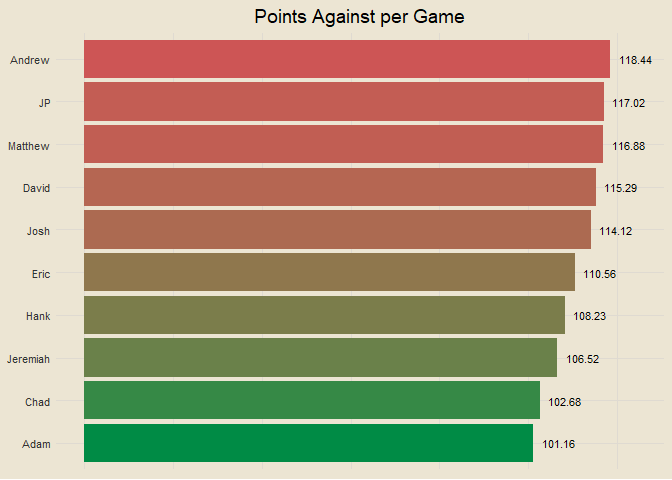 Points Against per Game
Andrew 118.44
JP 117.02
Matthew 116.88
David 115.29
Josh 114.12
Eric 110.56
Hank 108.23
Jeremiah 106.52
Chad 102.68
Adam 101.16